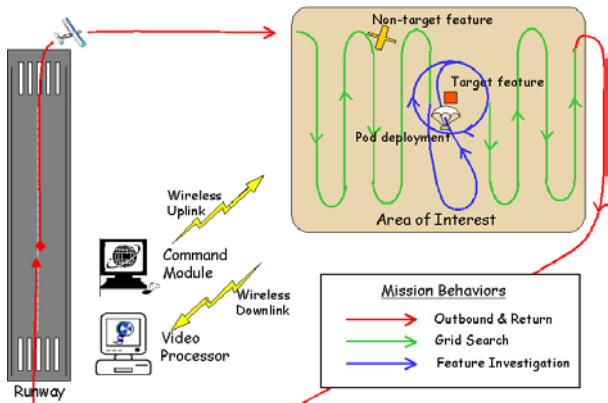 Non-target feature
Target feature
Pod deployment
Area of Interest
Wireless
Uplink
Command
Module
Wireless
Downlink
Video
Processor
Runway
Mission Behaviors
Outbound & Return
Grid Search
Feature Investigation